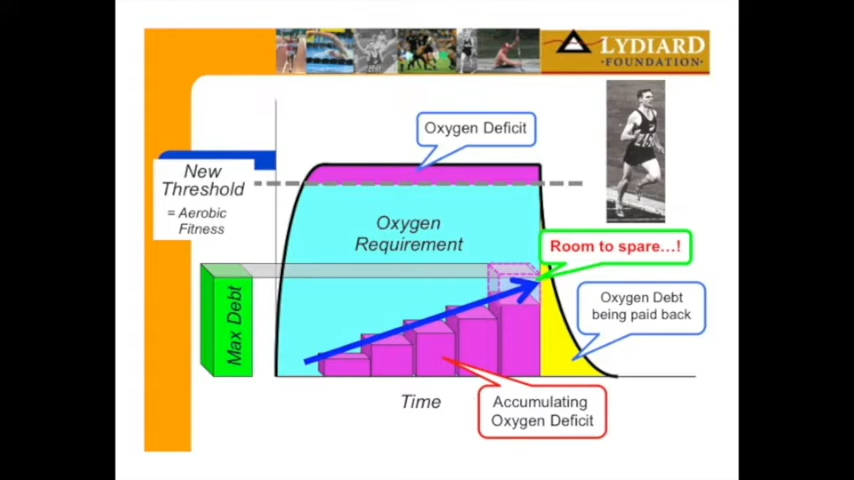 LYDIARD
·FOUNDATION·
Oxygen Deficit
New
Threshold
= Aerobic
Fitness
Oxygen
Requirement
Room to spare...!
Oxygen Debt
being paid back
Max Debt
Time
Accumulating
Oxygen Deficit